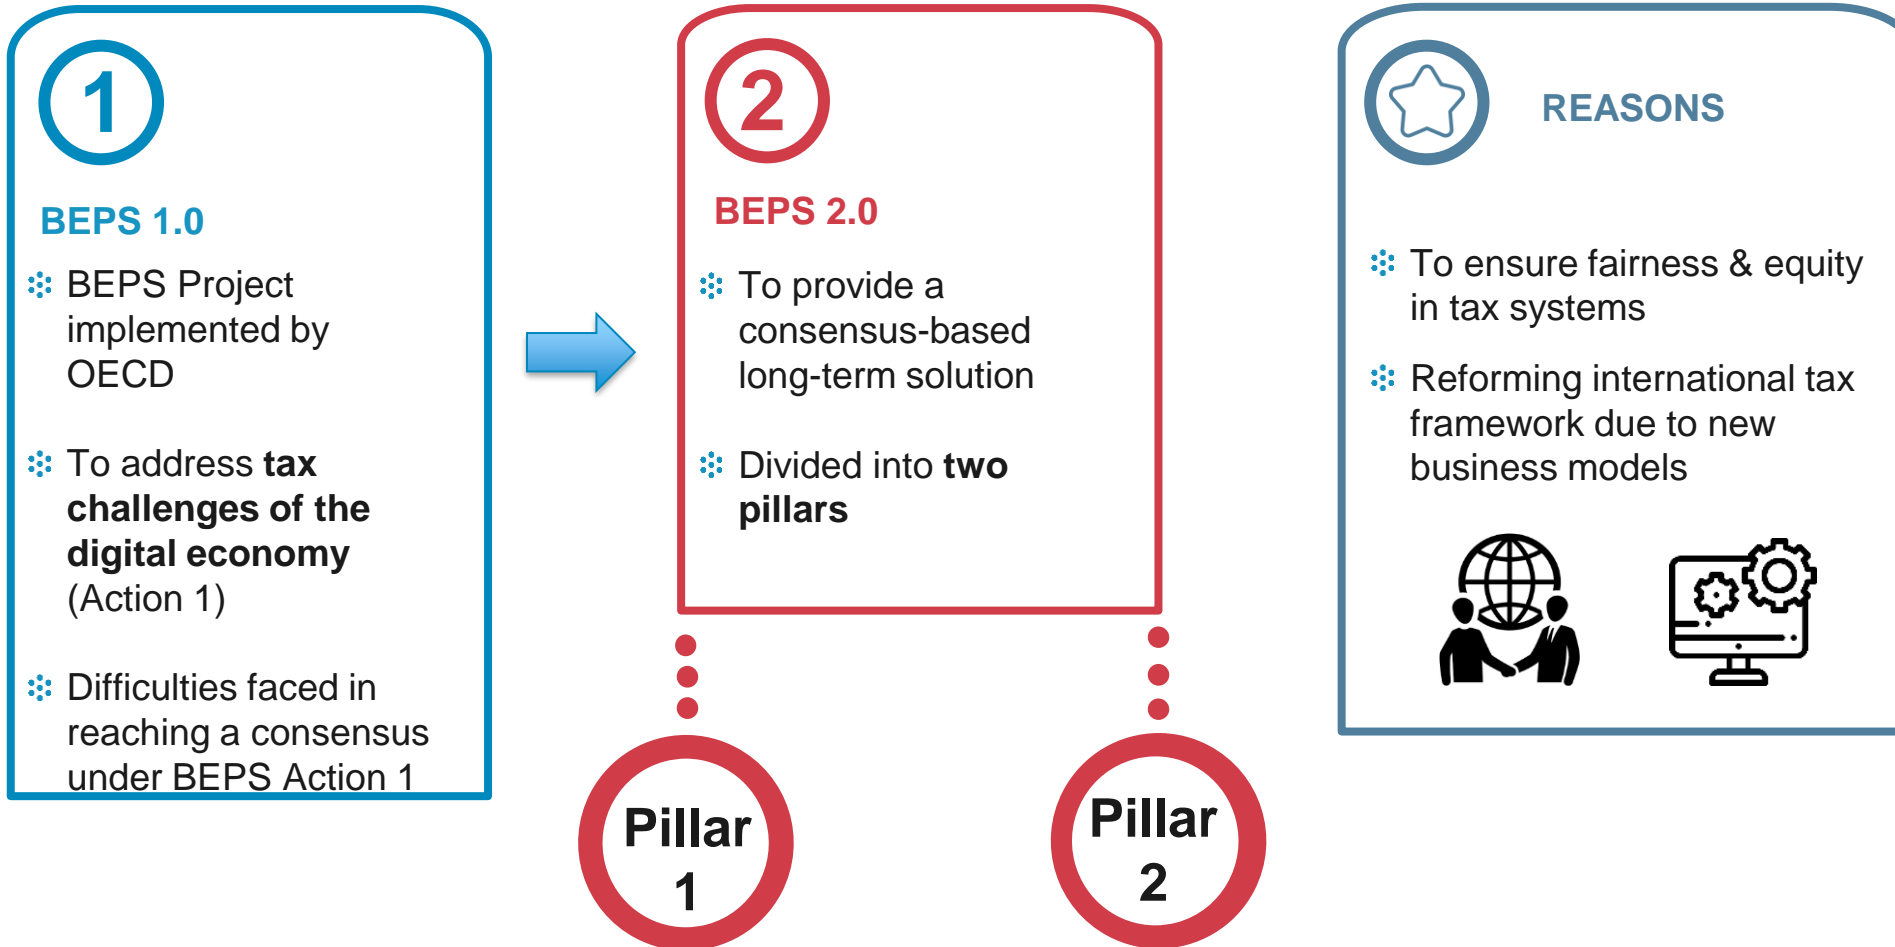 1
BEPS 1.0
BEPS Project
implemented by
OECD
To address tax
challenges of the
digital economy
(Action 1)
Difficulties faced in
reaching a consensus
under BEPS Action 1
2
BEPS 2.0
To provide a
consensus-based
long-term solution
Divided into two
pillars
Pillar
1
Pillar
2
REASONS
To ensure fairness & equity
in tax systems
Reforming international tax
framework due to new
business models